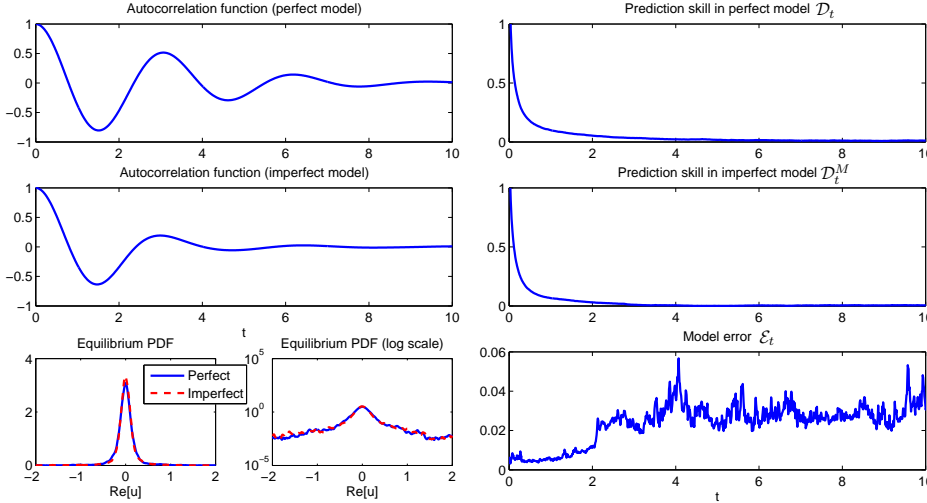 Autocorrelation function (perfect model)
1
0.5
0
−0.5
−1
0 2 4 6 8 10
Prediction skill in perfect model 𝒟t
1
0.5
0
0 2 4 6 8 10
Autocorrelation function (imperfect model)
1
0.5
0
−0.5
−1
0 2 4 6 8 10
t
Prediction skill in imperfect model 𝒟tM
1
0.5
0
0 2 4 6 8 10
Equilibrium PDF
4
2
0
−2 −1 0 1 2
Re[u]
Perfect
Imperfect
Equilibrium PDF (log scale)
10^5
10^0
10^−5
−2 −1 0 1 2
Re[u]
Model error ℰt
0.06
0.04
0.02
0
0 2 4 6 8 10
t